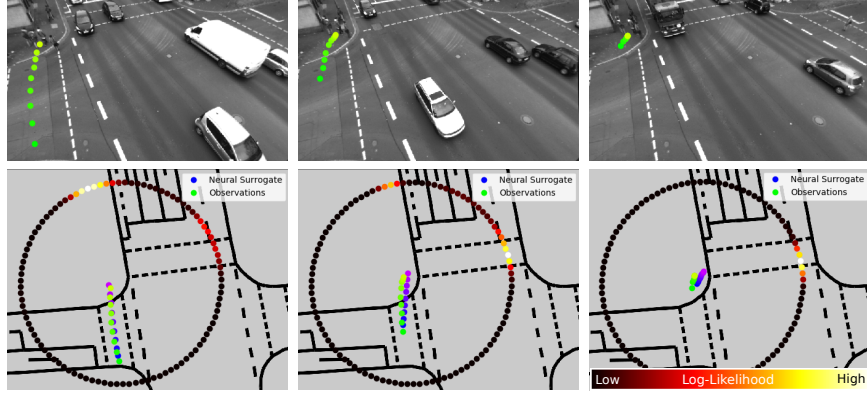 Neural Surrogate
Observations
Neural Surrogate
Observations
Neural Surrogate
Observations
Low Log-Likelihood High